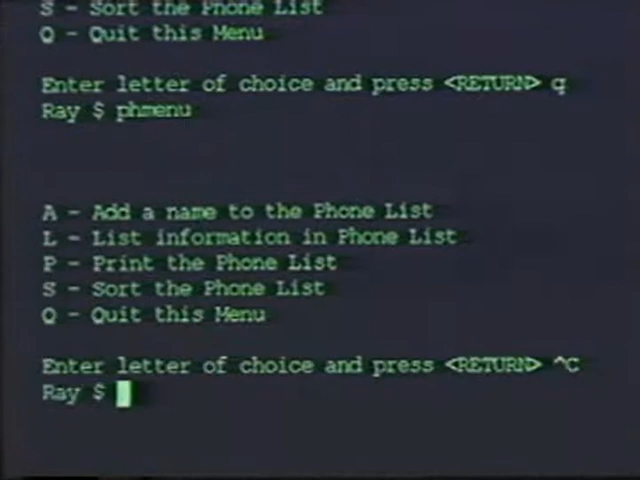 S - Sort the Phone List
Q - Quit this Menu
Enter letter of choice and press <RETURN> q
Ray $ phmenu
A - Add a name to the Phone List
L - List information in Phone List
P - Print the Phone List
S - Sort the Phone List
Q - Quit this Menu
Enter letter of choice and press <RETURN> ^C
Ray $